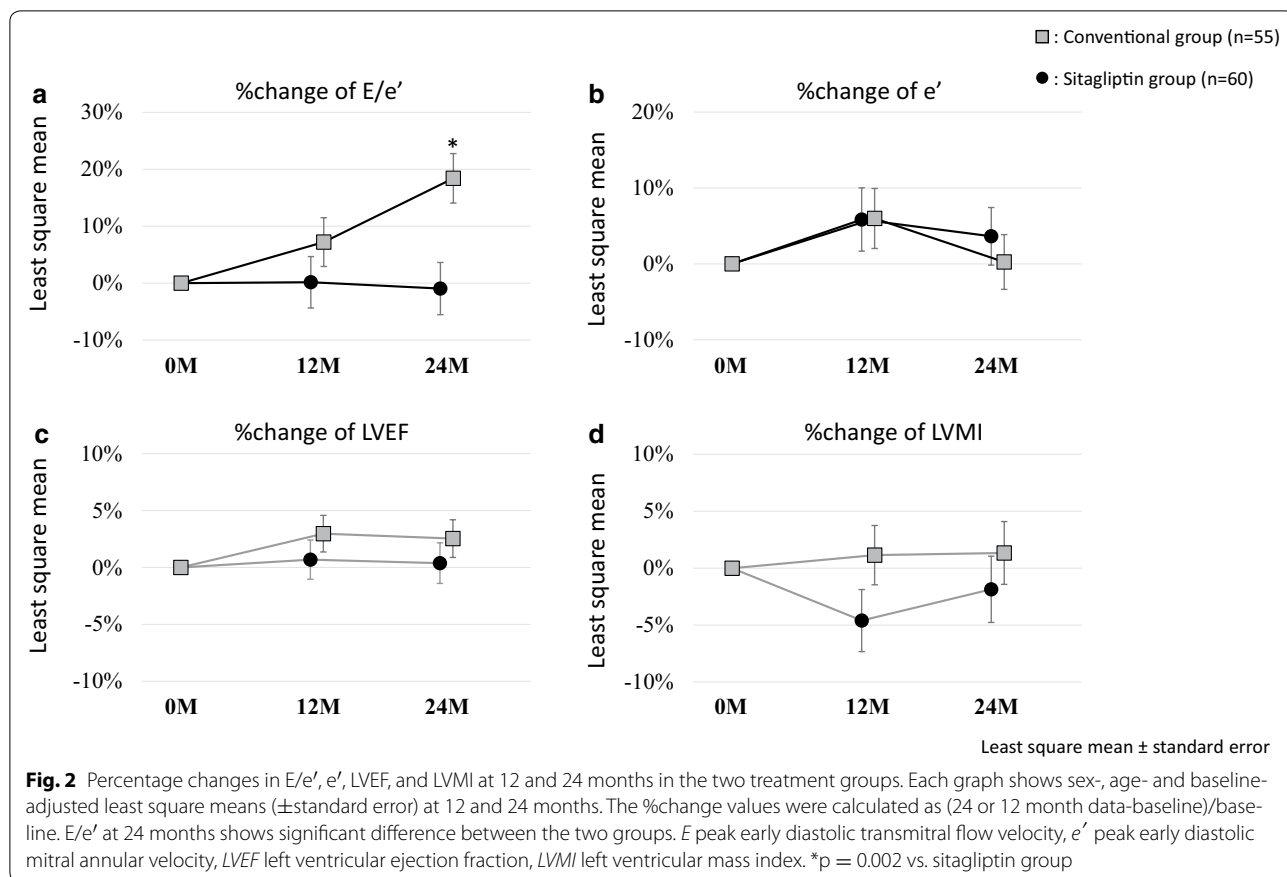 : Conventional group (n=55)
: Sitagliptin group (n=60)
a
%change of E/e’
Least square mean
30%
20%
10%
0%
-10%
*
0M 12M 24M
b
%change of e’
Least square mean
20%
10%
0%
-10%
0M 12M 24M
c
%change of LVEF
Least square mean
10%
5%
0%
-5%
-10%
0M 12M 24M
d
%change of LVMI
Least square mean
10%
5%
0%
-5%
-10%
0M 12M 24M
Least square mean ± standard error
Fig. 2 Percentage changes in E/e′, e′, LVEF, and LVMI at 12 and 24 months in the two treatment groups. Each graph shows sex-, age- and baseline-
adjusted least square means (±standard error) at 12 and 24 months. The %change values were calculated as (24 or 12 month data-baseline)/base-
line. E/e′ at 24 months shows significant difference between the two groups. E peak early diastolic transmitral flow velocity, e′ peak early diastolic
mitral annular velocity, LVEF left ventricular ejection fraction, LVMI left ventricular mass index. *p = 0.002 vs. sitagliptin group